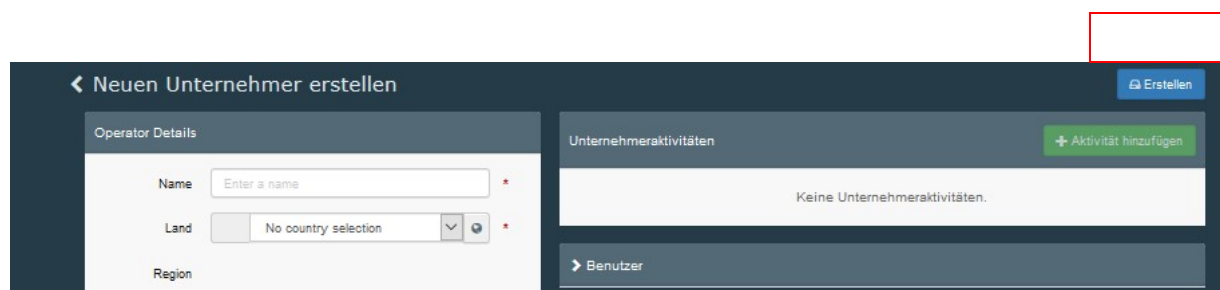 Neuen Unternehmer erstellen
Erstellen
Operator Details
Name Enter a name *
Land No country selection *
Region
Unternehmeraktivitäten
Aktivität hinzufügen
Keine Unternehmeraktivitäten.
Benutzer